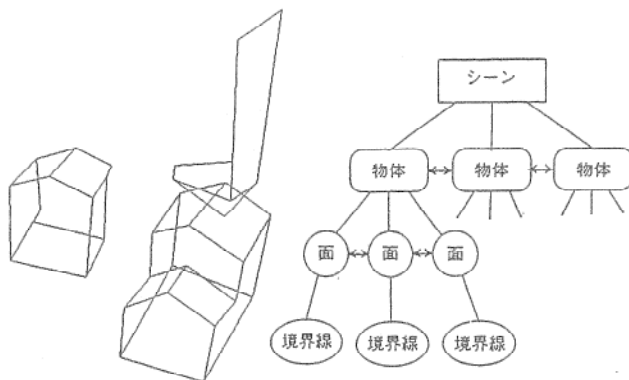 シーン
物体 物体 物体
面 面 面
境界線 境界線 境界線